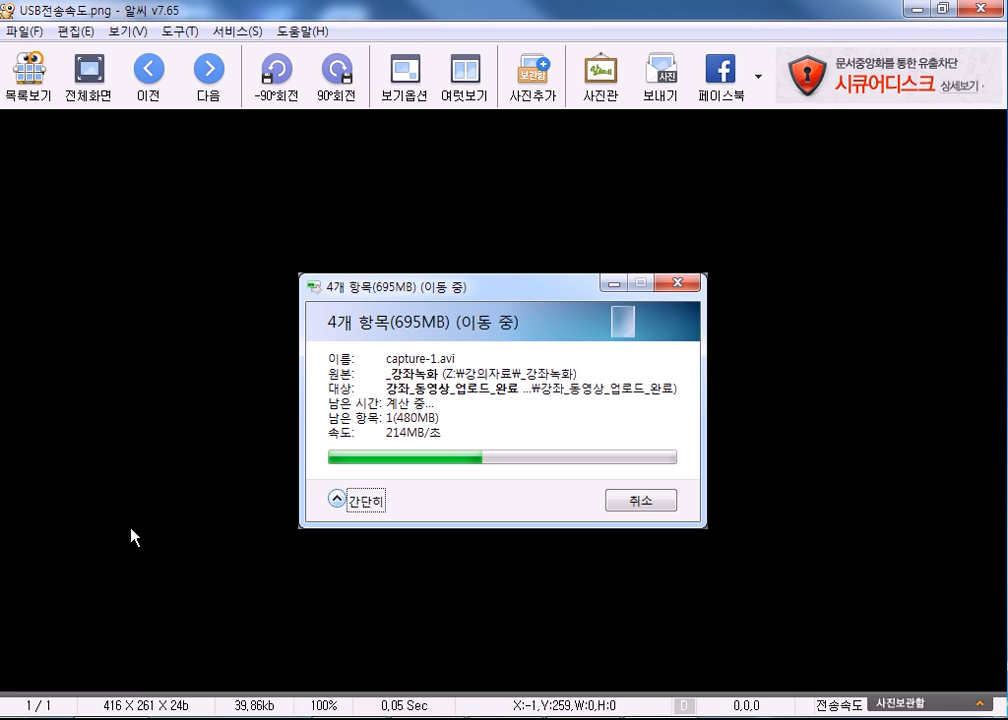 USB전송속도.png - 알씨 v7.65
파일(F) 편집(E) 보기(V) 도구(T) 서비스(S) 도움말(H)
목록보기 전체화면 이전 다음 -90°회전 90°회전 보기옵션 여럿보기 사진추가 사진관 보내기 페이스북
보관함
사진
문서중앙화를 통한 유출차단
시큐어디스크 상세보기
4개 항목(695MB) (이동 중)
4개 항목(695MB) (이동 중)
이름: capture-1.avi
원본: _강좌녹화 (Z:₩강의자료₩_강좌녹화)
대상: 강좌_동영상_업로드_완료 ...₩강좌_동영상_업로드_완료)
남은 시간: 계산 중...
남은 항목: 1(480MB)
속도: 214MB/초
간단히 취소
1 / 1 416 X 261 X 24b 39,86kb 100% 0,05 Sec X:-1,Y:259,W:0,H:0 D 0,0,0 전송속도 사진보관함